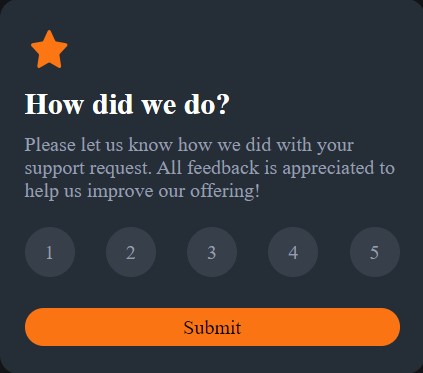 How did we do?
Please let us know how we did with your
support request. All feedback is appreciated to
help us improve our offering!
1 2 3 4 5
Submit